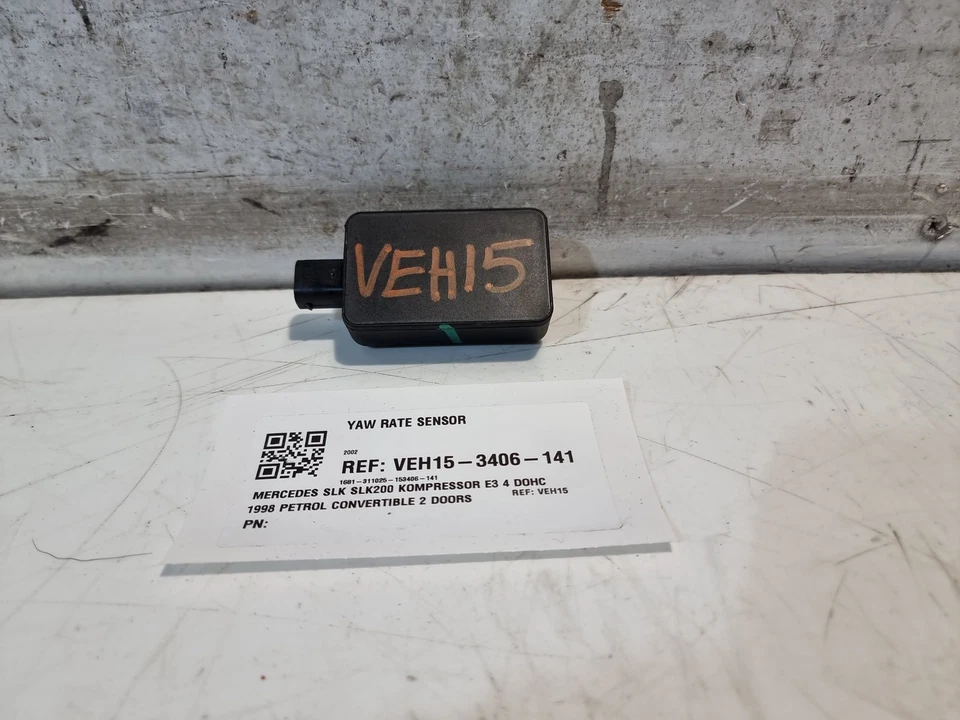 VEH15
YAW RATE SENSOR
2002
REF: VEH15-3406-141
1681-311025-153406-141
MERCEDES SLK SLK200 KOMPRESSOR E3 4 DOHC
1998 PETROL CONVERTIBLE 2 DOORS REF: VEH15
PN: